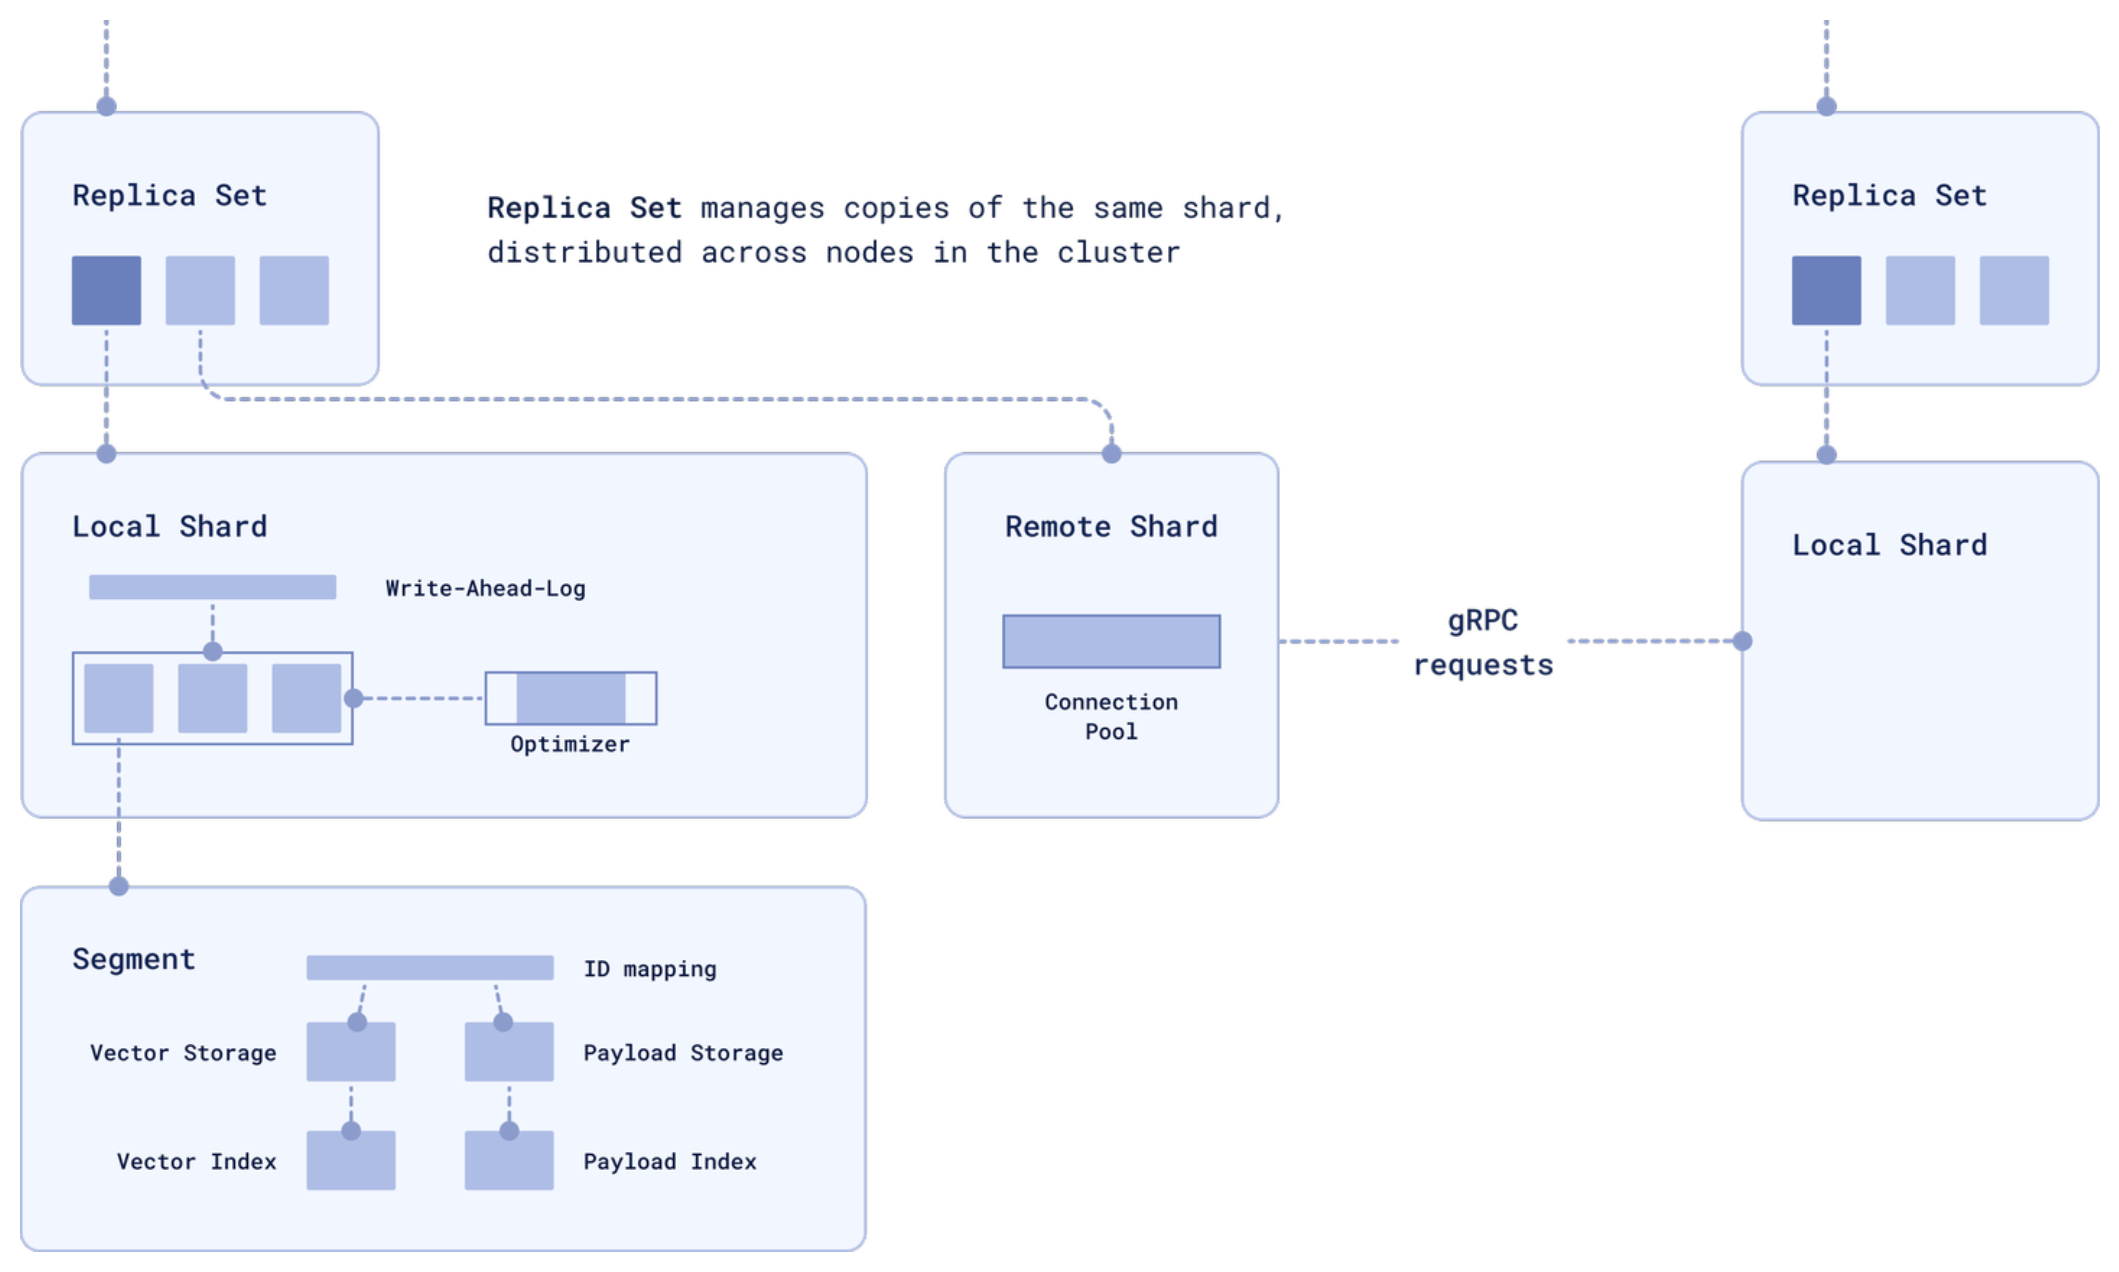 Replica Set
Replica Set manages copies of the same shard,
distributed across nodes in the cluster
Replica Set
Local Shard
Write-Ahead-Log
Optimizer
Remote Shard
Connection
Pool
gRPC
requests
Local Shard
Segment
ID mapping
Vector Storage
Payload Storage
Vector Index
Payload Index